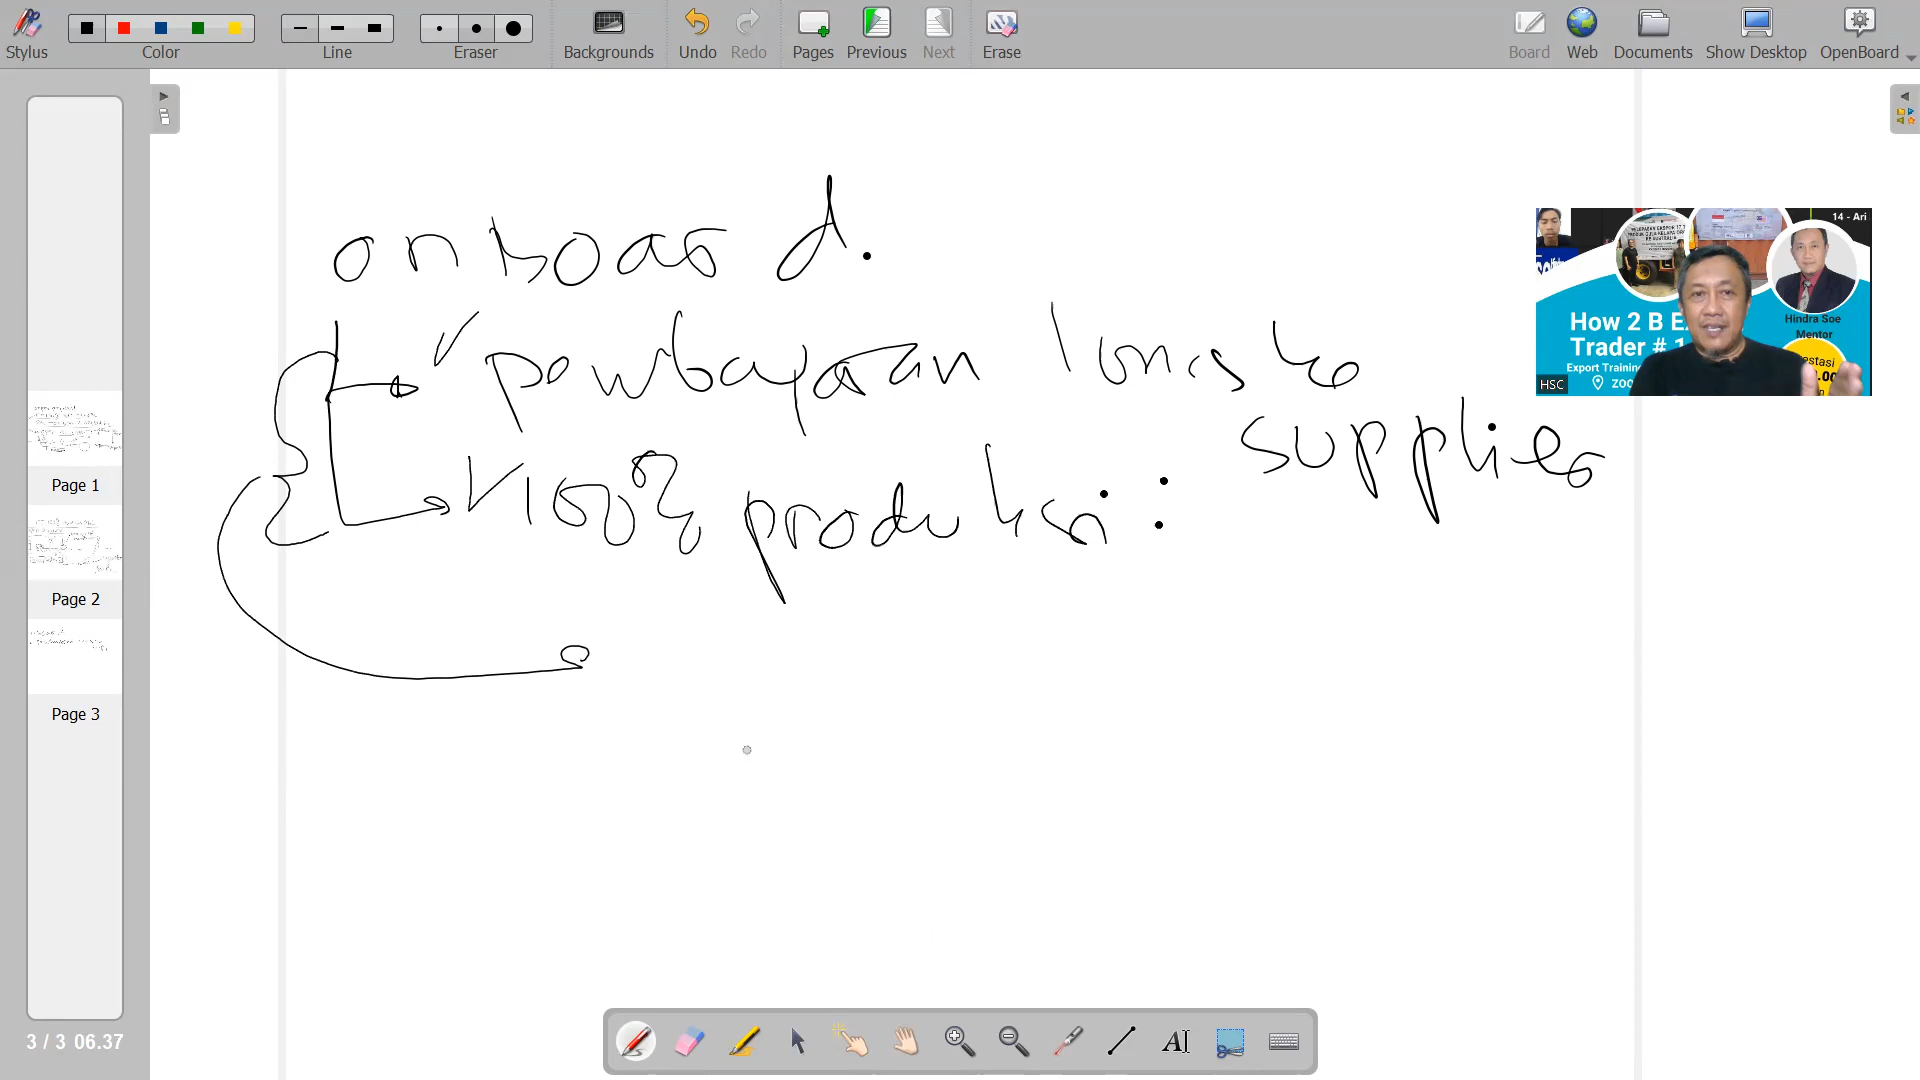 Stylus Color Line Eraser Backgrounds Undo Redo Pages Previous Next Erase Board Web Documents Show Desktop OpenBoard
onboard.
pembayaran lunas ke
supplier
100% produksi :
14 - Ari
How 2 B E
Trader # 1
Export Training
ZOO
Hindra Soe
Mentor
HSC
Page 1
Page 2
Page 3
3 / 3 06.37